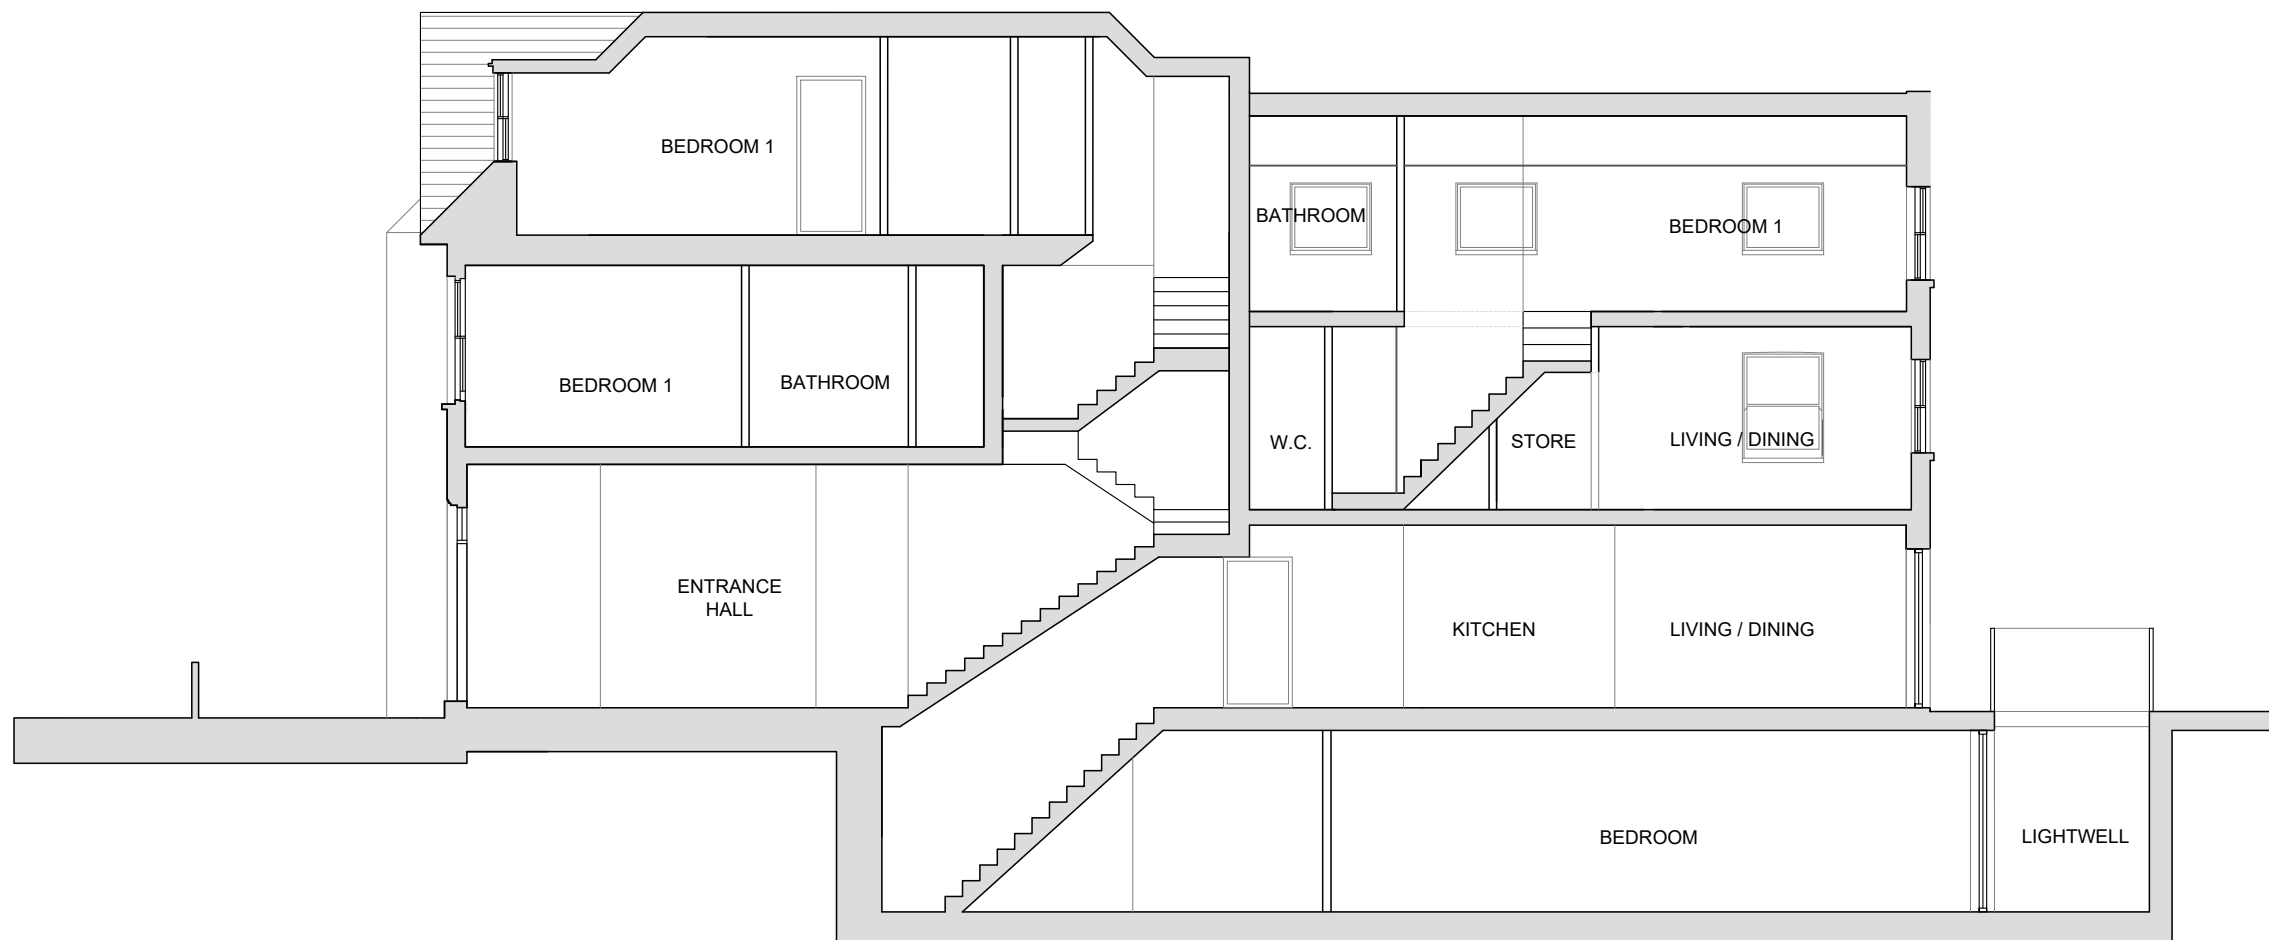 BEDROOM 1
BATHROOM
BEDROOM 1
BEDROOM 1
BATHROOM
W.C.
STORE
LIVING / DINING
ENTRANCE
HALL
KITCHEN
LIVING / DINING
BEDROOM
LIGHTWELL